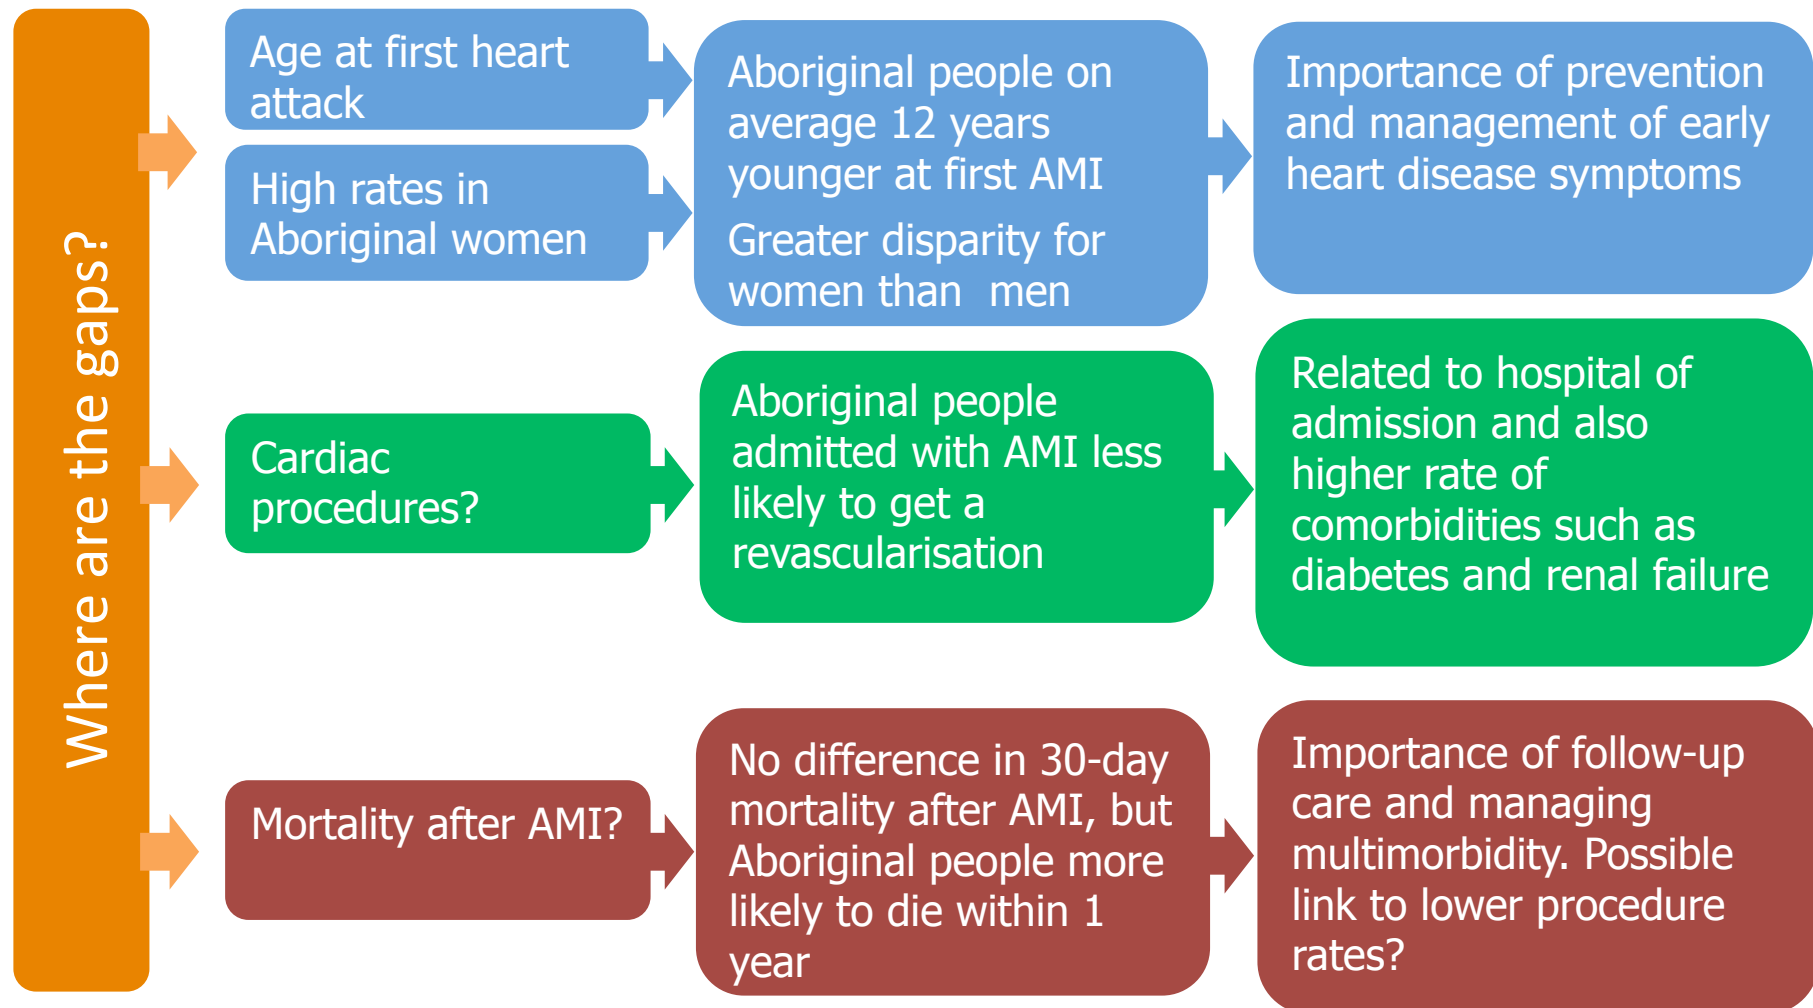 Where are the gaps?
Age at first heart
attack
High rates in
Aboriginal women
Aboriginal people on
average 12 years
younger at first AMI
Greater disparity for
women than  men
Importance of prevention
and management of early
heart disease symptoms
Cardiac
procedures?
Aboriginal people
admitted with AMI less
likely to get a
revascularisation
Related to hospital of
admission and also
higher rate of
comorbidities such as
diabetes and renal failure
Mortality after AMI?
No difference in 30-day
mortality after AMI, but
Aboriginal people more
likely to die within 1
year
Importance of follow-up
care and managing
multimorbidity. Possible
link to lower procedure
rates?